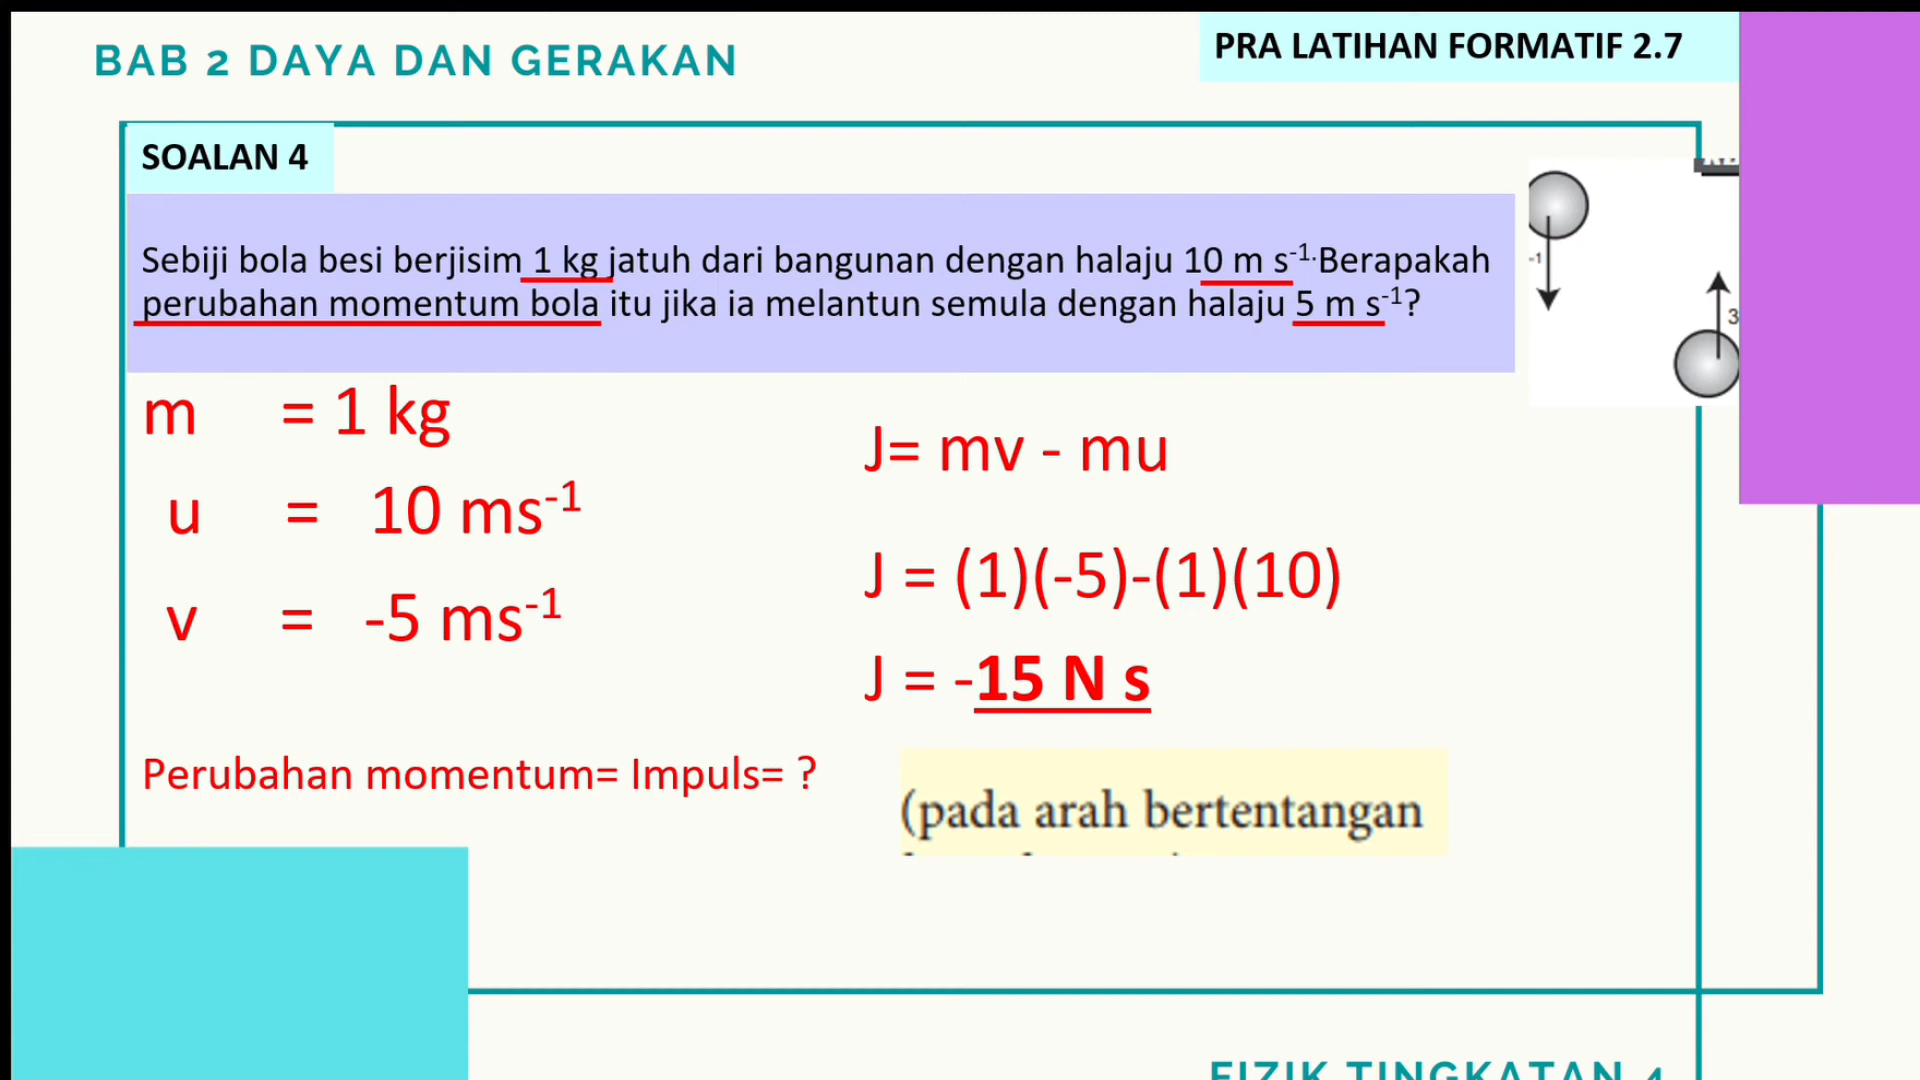 BAB 2 DAYA DAN GERAKAN
PRA LATIHAN FORMATIF 2.7
SOALAN 4
Sebiji bola besi berjisim 1 kg jatuh dari bangunan dengan halaju 10 m s⁻¹.Berapakah
perubahan momentum bola itu jika ia melantun semula dengan halaju 5 m s⁻¹?
-1
3
m = 1 kg
u = 10 ms⁻¹
v = -5 ms⁻¹
Perubahan momentum= Impuls= ?
J= mv - mu
J = (1)(-5)-(1)(10)
J = -15 N s
(pada arah bertentangan
FIZIK TINGKATAN 4